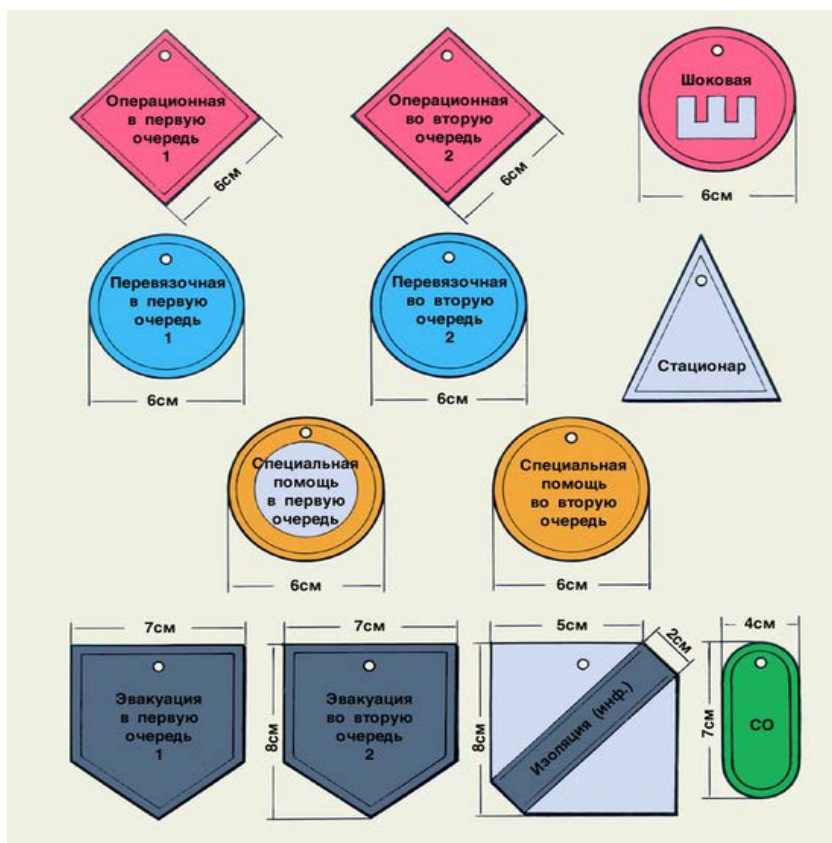 Операционная
в первую
очередь
1
6см
Операционная
во вторую
очередь
2
6см
Шоковая
Ш
6см
Перевязочная
в первую
очередь
1
6см
Перевязочная
во вторую
очередь
2
6см
Стационар
Специальная
помощь
в первую
очередь
6см
Специальная
помощь
во вторую
очередь
6см
7см
Эвакуация
в первую
очередь
1
7см
8см
Эвакуация
во вторую
очередь
2
5см
2см
8см
Изоляция (инф.)
4см
7см
СО